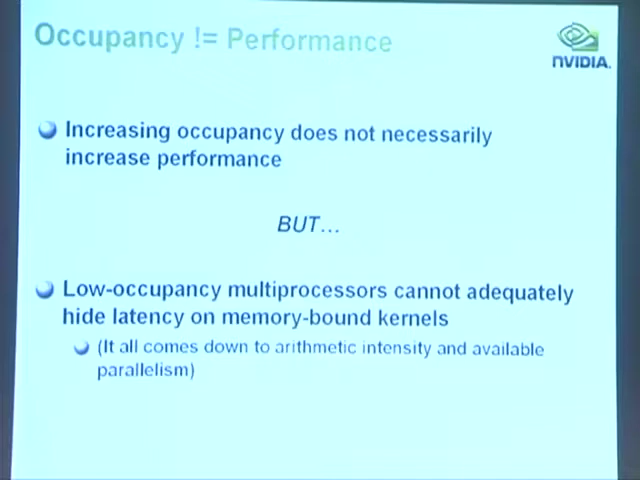 Occupancy != Performance
NVIDIA.
Increasing occupancy does not necessarily
increase performance
BUT...
Low-occupancy multiprocessors cannot adequately
hide latency on memory-bound kernels
(It all comes down to arithmetic intensity and available
parallelism)